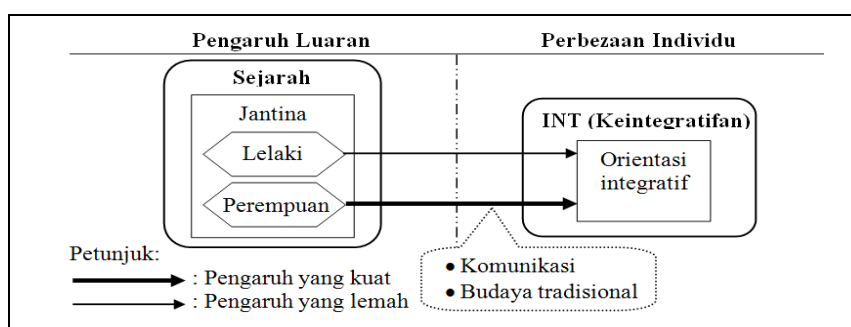 Pengaruh Luaran
Perbezaan Individu
Sejarah
Jantina
Lelaki
Perempuan
INT (Keintegratifan)
Orientasi
integratif
Petunjuk:
: Pengaruh yang kuat
: Pengaruh yang lemah
• Komunikasi
• Budaya tradisional